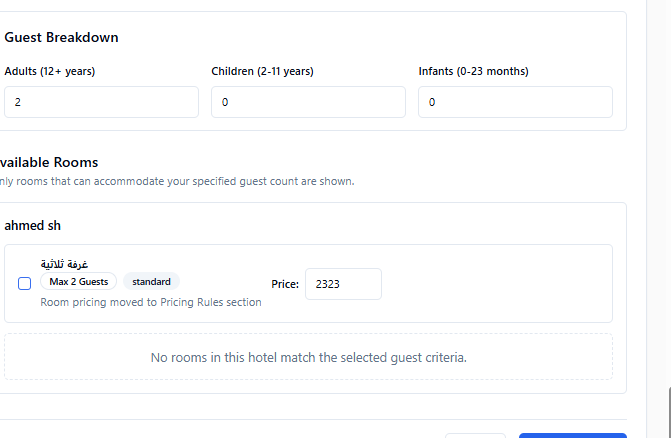 Guest Breakdown
Adults (12+ years) Children (2-11 years) Infants (0-23 months)
2 0 0
vailable Rooms
nly rooms that can accommodate your specified guest count are shown.
ahmed sh
غرفة ثلاثية
Max 2 Guests standard
Price: 2323
Room pricing moved to Pricing Rules section
No rooms in this hotel match the selected guest criteria.